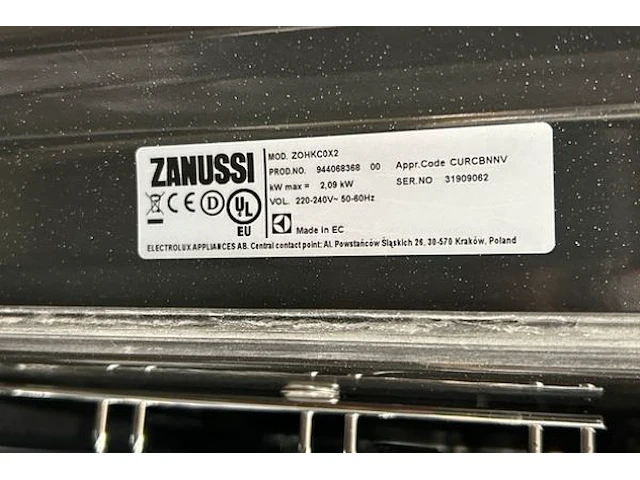 ZANUSSI
MOD. ZOHKC0X2
PROD.NO. 944068368 00 Appr.Code CURCBNNV
kW max = 2,09 kW SER.NO 31909062
VOL. 220-240V~ 50-60Hz
CE D UL
EU
Made in EC
ELECTROLUX APPLIANCES AB. Central contact point: Al. Powstańców Śląskich 26, 30-570 Kraków, Poland